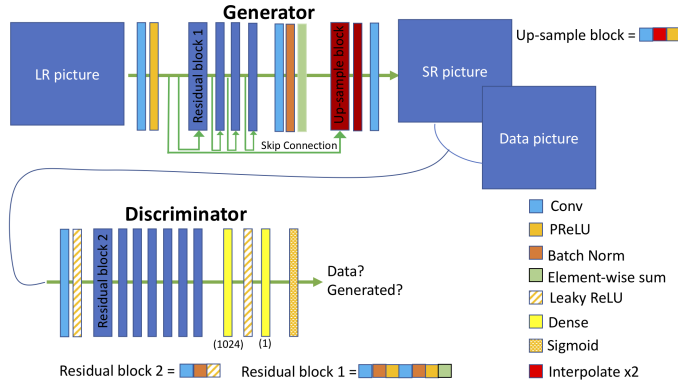 Generator
Up-sample block =
LR picture
Residual block 1
Up-sample block
SR picture
Data picture
Skip Connection
Discriminator
Residual block 2
Data?
Generated?
(1024)
(1)
Conv
PReLU
Batch Norm
Element-wise sum
Leaky ReLU
Dense
Sigmoid
Interpolate x2
Residual block 2 =
Residual block 1 =